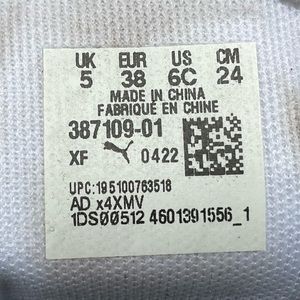 UK EUR US CM
5 38 6C 24
MADE IN CHINA
FABRIQUÉ EN CHINE
387109-01
XF 0422
UPC:195100763518
AD x4XMV
1DS00512 4601391556_1